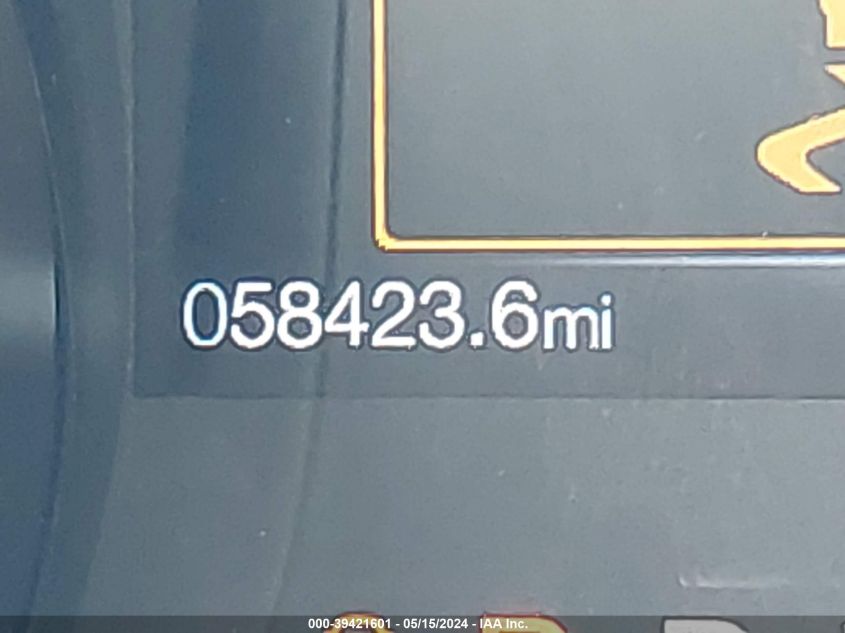 058423.6mi
000-39421601 - 05/15/2024 - IAA Inc.